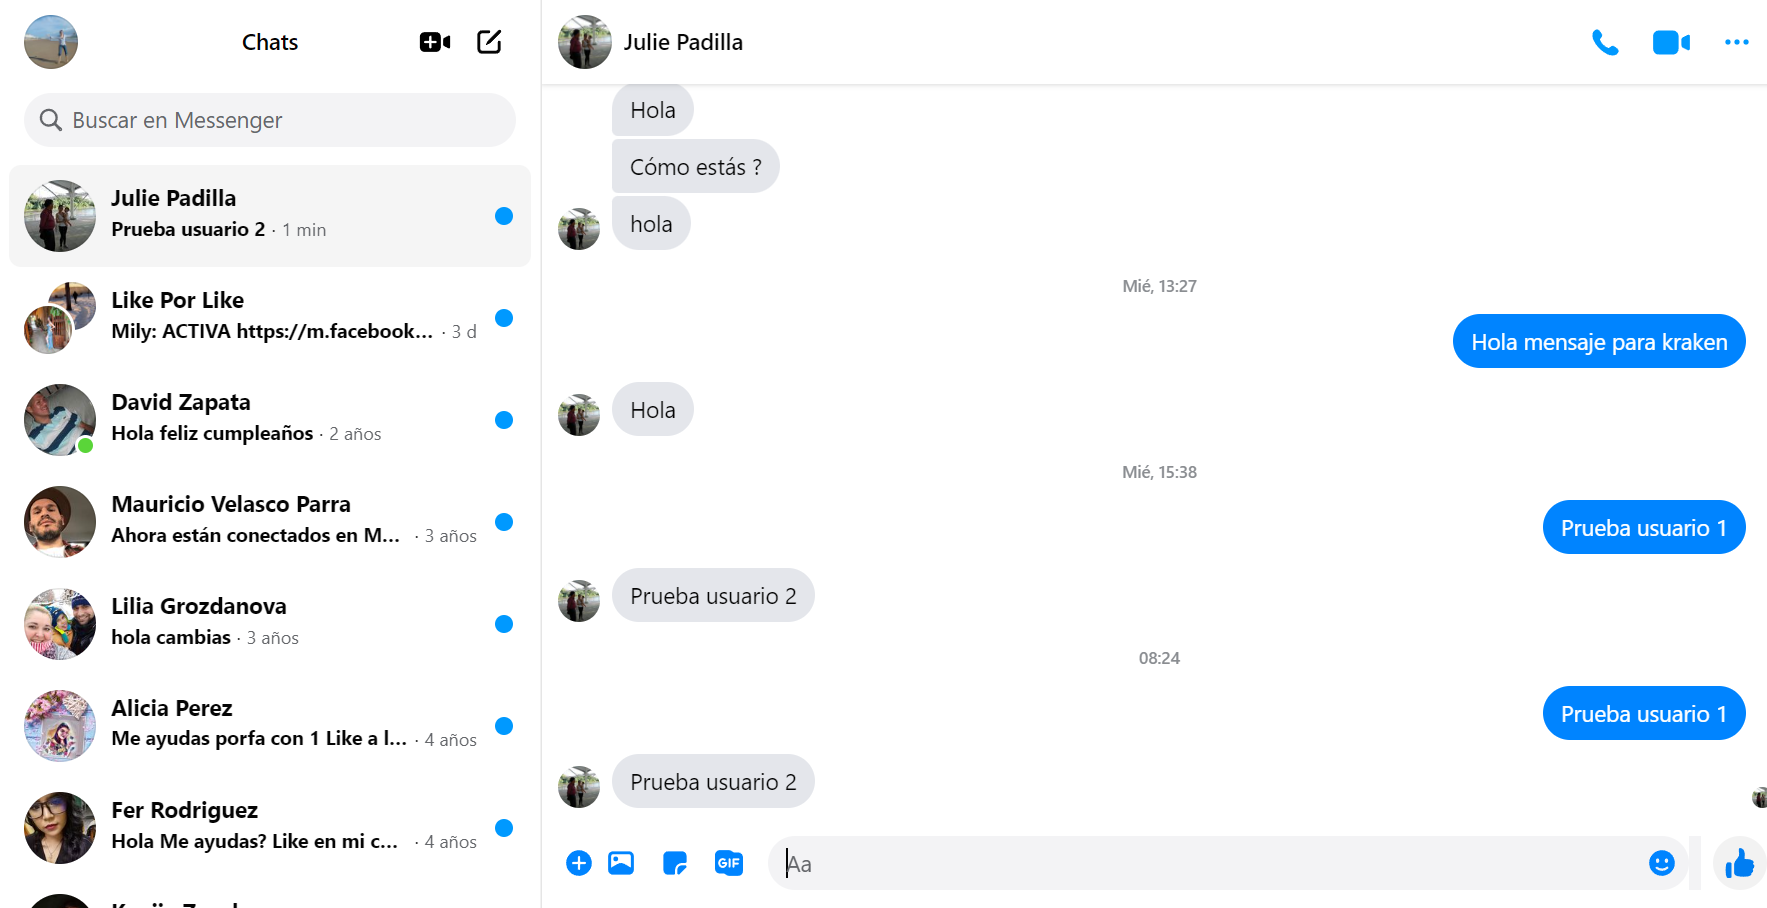 Chats
Buscar en Messenger
Julie Padilla
Prueba usuario 2 · 1 min
Like Por Like
Mily: ACTIVA https://m.facebook... · 3 d
David Zapata
Hola feliz cumpleaños · 2 años
Mauricio Velasco Parra
Ahora están conectados en M... · 3 años
Lilia Grozdanova
hola cambias · 3 años
Alicia Perez
Me ayudas porfa con 1 Like a l... · 4 años
Fer Rodriguez
Hola Me ayudas? Like en mi c... · 4 años
Julie Padilla
Hola
Cómo estás ?
hola
Mié, 13:27
Hola mensaje para kraken
Hola
Mié, 15:38
Prueba usuario 1
Prueba usuario 2
08:24
Prueba usuario 1
Prueba usuario 2
GIF
Aa